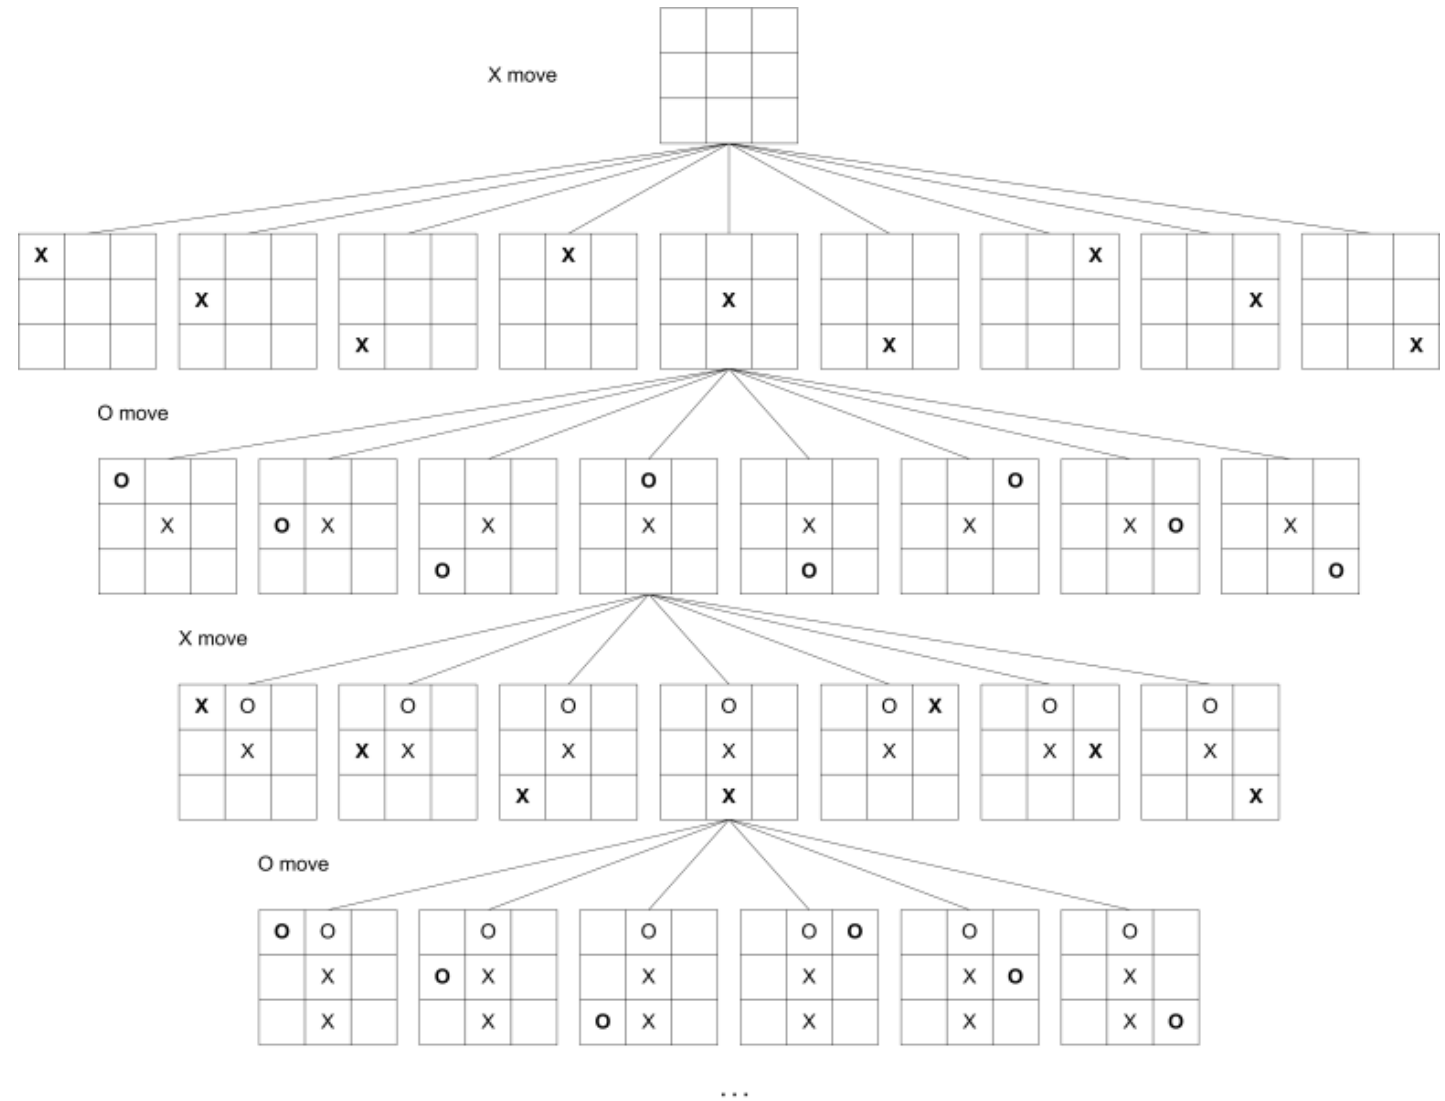 X move
X X X X X X X X X
O move
O O O O
O X X X X X X X O X
O O O
X move
X O O O O O X O O
X X X X X X X X X
X X X
O move
O O O O O O O
X O X X X X O X
X X O X X X X O
...